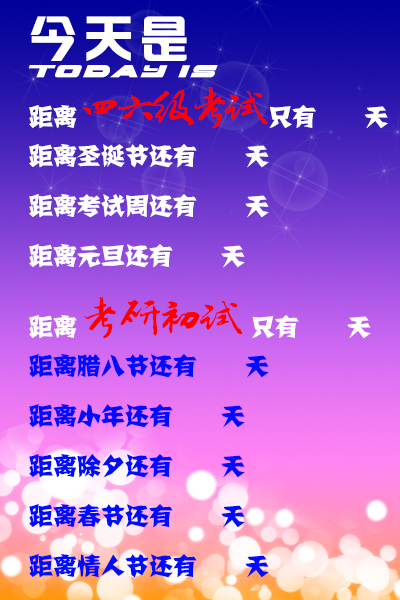 今天是
TODAY IS
距离四六级考试只有 天
距离圣诞节还有 天
距离考试周还有 天
距离元旦还有 天
距离考研初试只有 天
距离腊八节还有 天
距离小年还有 天
距离除夕还有 天
距离春节还有 天
距离情人节还有 天